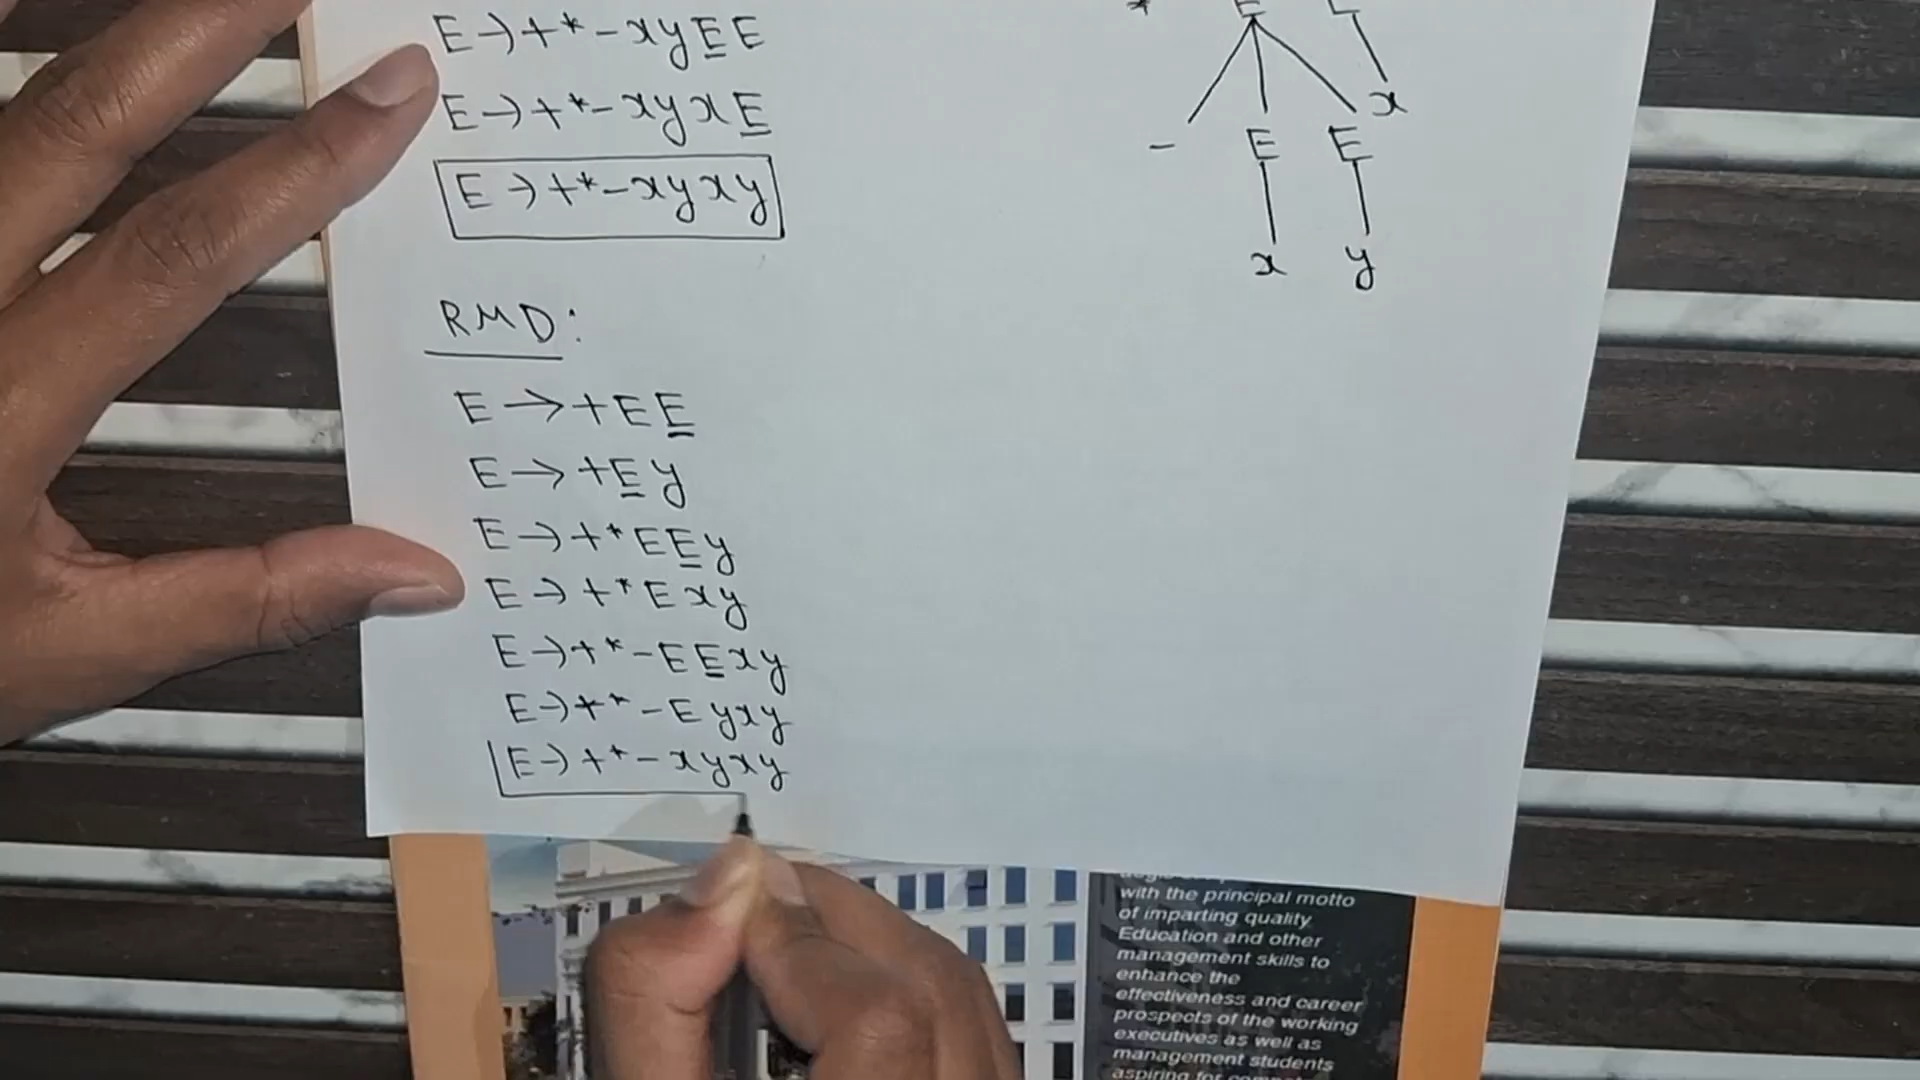 E→+*-xyEE
E→+*-xyxE
E→+*-xyxy
RMD:
E→+EE
E→+Ey
E→+*EEy
E→+*Exy
E→+*-EExy
E→+*-Eyxy
E→+*-xyxy
* E E
x
- E E
x y
with the principal motto
of imparting quality
Education and other
management skills to
enhance the
effectiveness and career
prospects of the working
executives as well as
management students
aspiring for